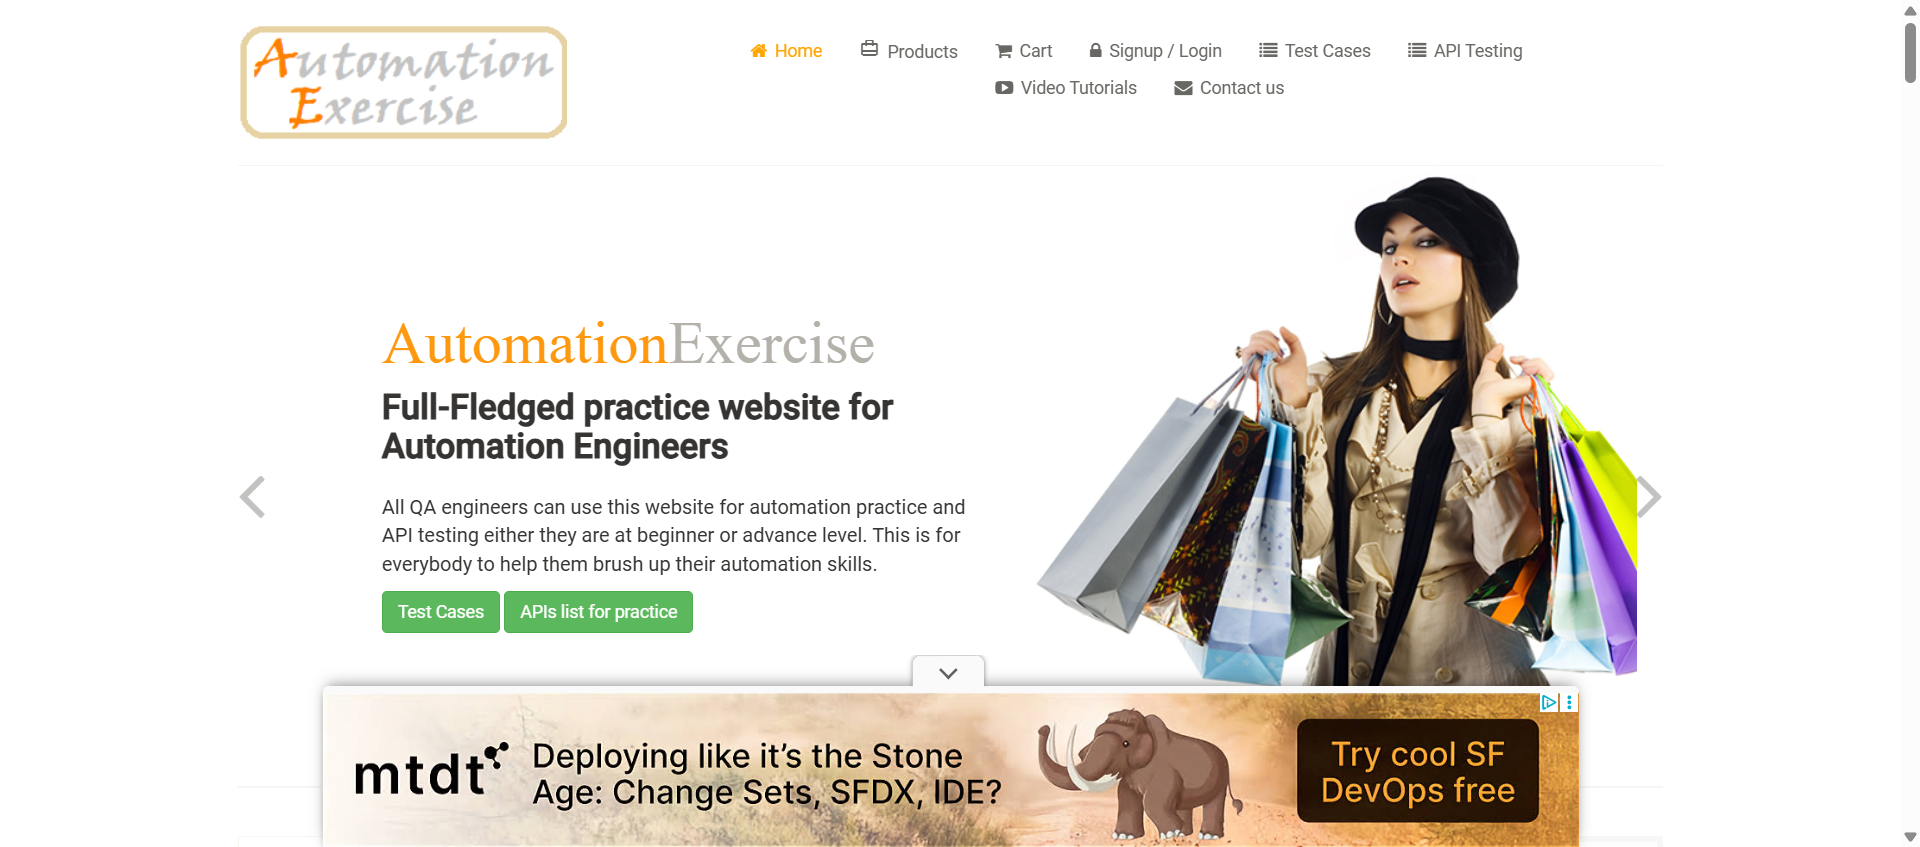 Automation
Exercise
Home
Products
Cart
Signup / Login
Test Cases
API Testing
Video Tutorials
Contact us
AutomationExercise
Full-Fledged practice website for
Automation Engineers
All QA engineers can use this website for automation practice and
API testing either they are at beginner or advance level. This is for
everybody to help them brush up their automation skills.
Test Cases
APIs list for practice
mtdt
Deploying like it's the Stone
Age: Change Sets, SFDX, IDE?
Try cool SF
DevOps free